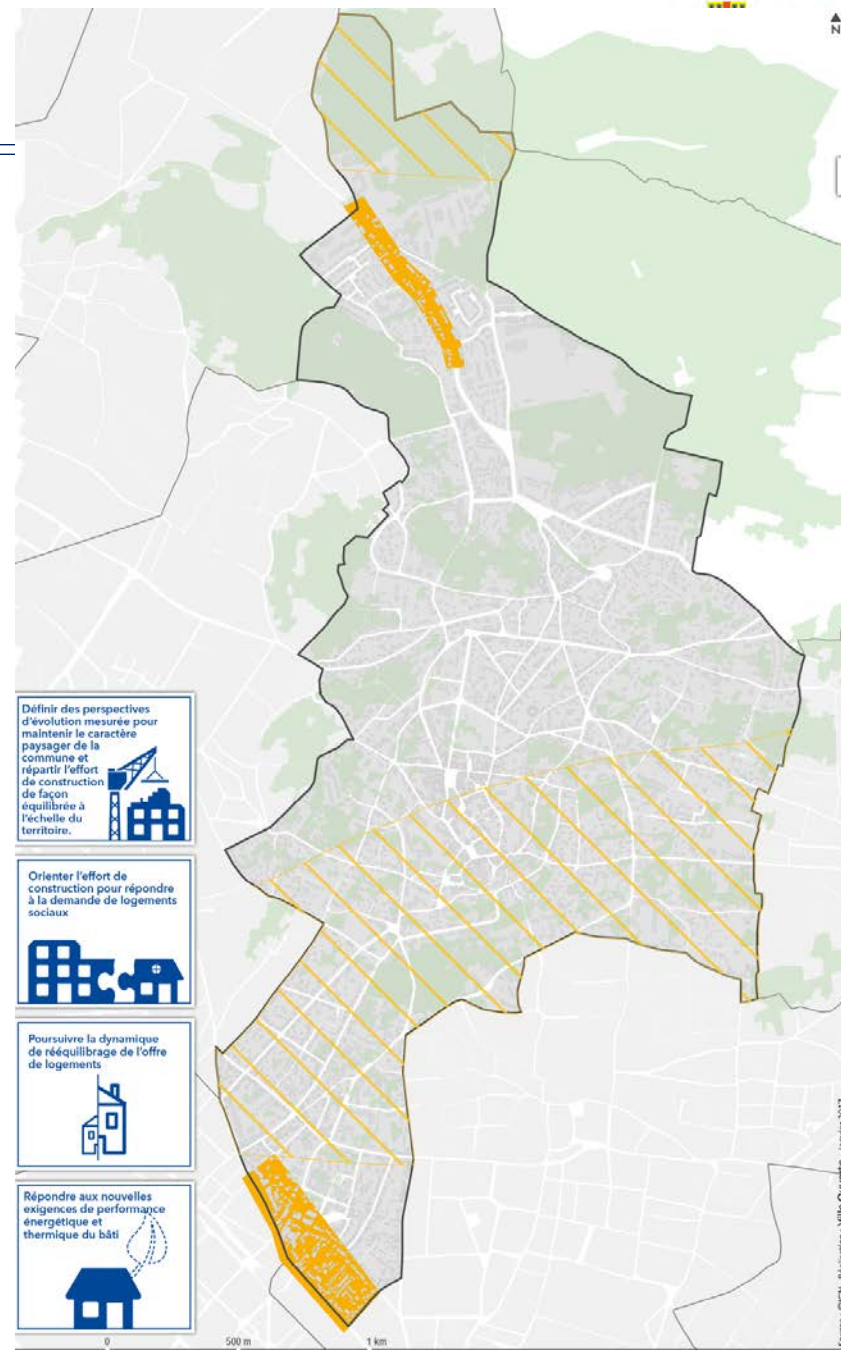 N
Définir des perspectives
d'évolution mesurée pour
maintenir le caractère
paysager de la
commune et
répartir l'effort
de construction
de façon
équilibrée à
l'échelle du
territoire.
Orienter l'effort de
construction pour répondre
à la demande de logements
sociaux
Poursuivre la dynamique
de rééquilibrage de l'offre
de logements
Répondre aux nouvelles
exigences de performance
énergétique et
thermique du bâti
0 500 m 1 km
Ville Ouverte